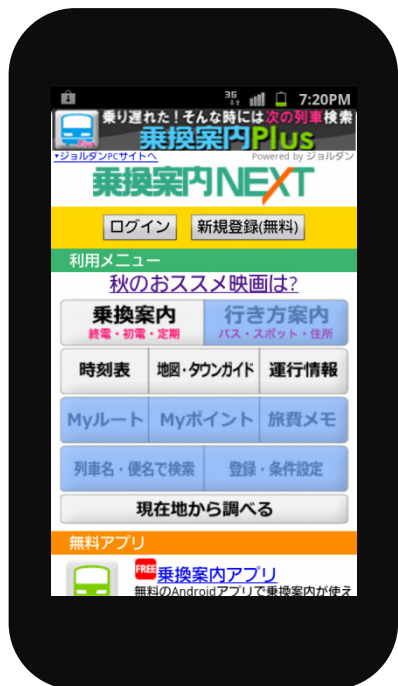 3G
7:20PM
乗り遅れた！そんな時には次の列車検索
Plus
乗換案内Plus
▼ジョルダンPCサイトへ
Powered by ジョルダン
乗換案内NEXT
ログイン
新規登録(無料)
利用メニュー
秋のおススメ映画は?
乗換案内
終電・初電・定期
行き方案内
バス・スポット・住所
時刻表
地図・タウンガイド
運行情報
Myルート
Myポイント
旅費メモ
列車名・便名で検索
登録・条件設定
現在地から調べる
無料アプリ
FREE
乗換案内アプリ
無料のAndroidアプリで乗換案内が使え